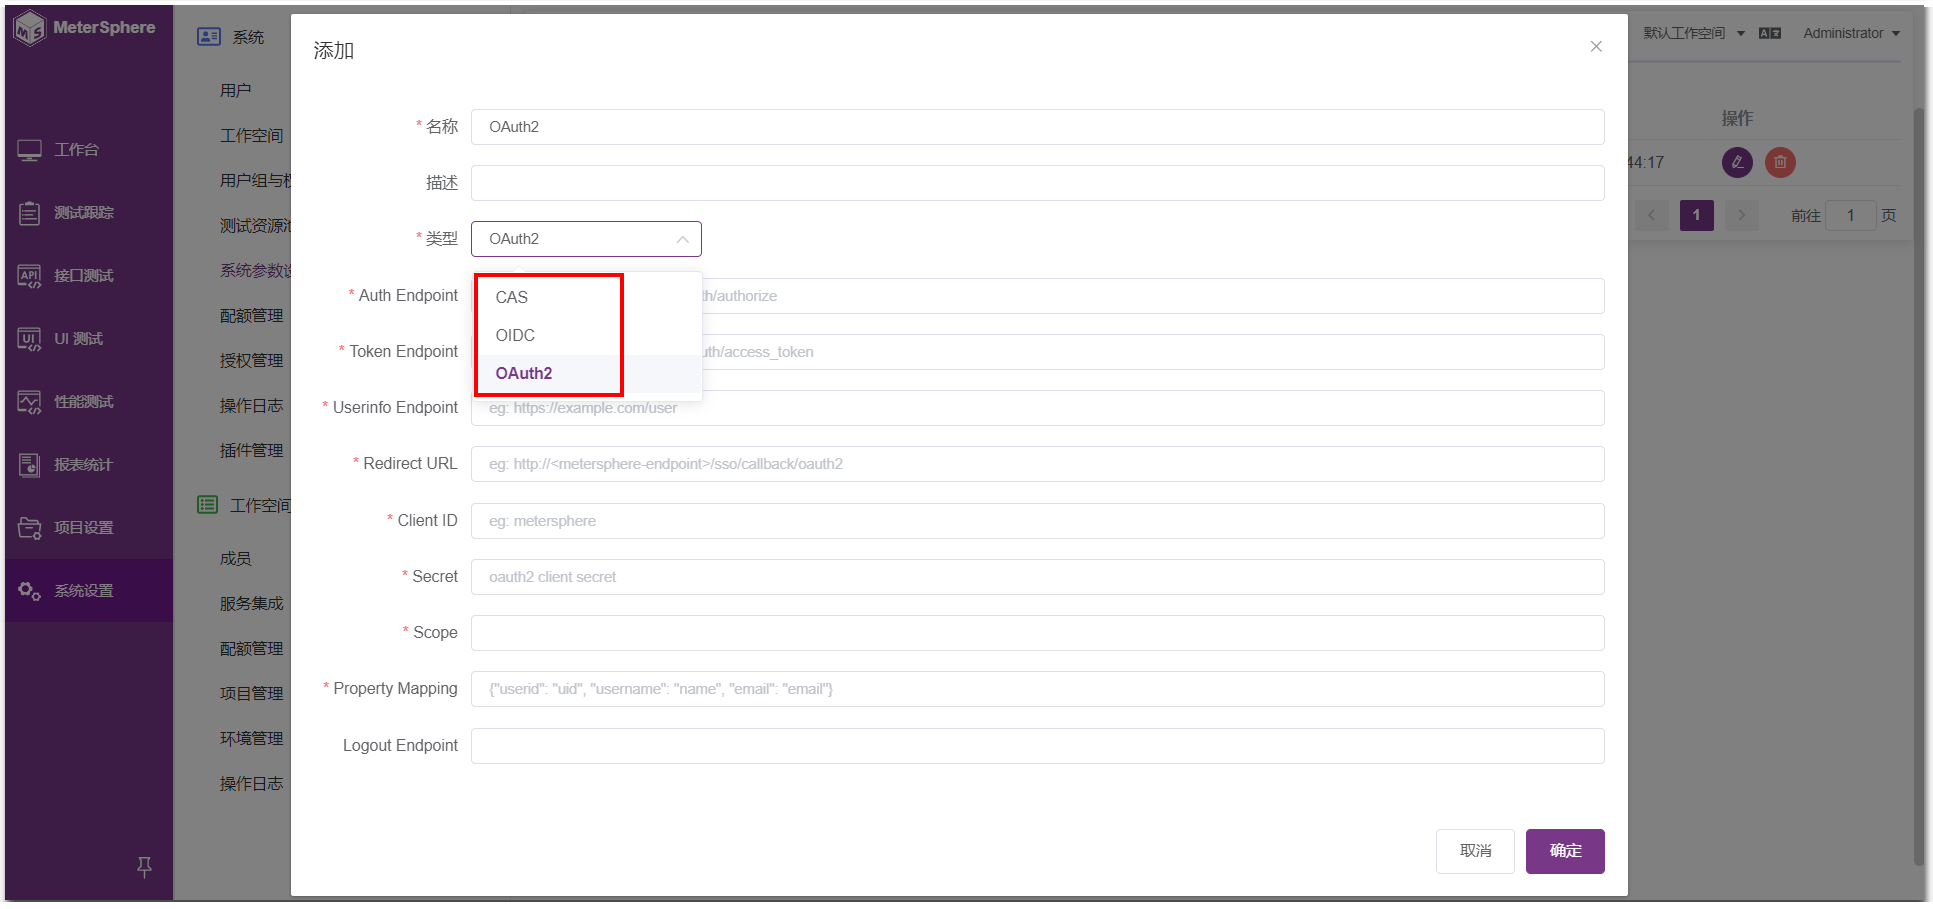 MeterSphere
工作台
测试跟踪
接口测试
UI 测试
性能测试
报表统计
项目设置
系统设置
系统
用户
工作空间
用户组与
测试资源
系统参数
配额管理
授权管理
操作日志
插件管理
工作空间
成员
服务集成
配额管理
项目管理
环境管理
操作日志
默认工作空间
Administrator
操作
44:17
1
前往 1 页
添加
* 名称 OAuth2
描述
* 类型 OAuth2
CAS
OIDC
OAuth2
* Auth Endpoint th/authorize
* Token Endpoint uth/access_token
* Userinfo Endpoint eg: https://example.com/user
* Redirect URL eg: http://<metersphere-endpoint>/sso/callback/oauth2
* Client ID eg: metersphere
* Secret oauth2 client secret
* Scope
* Property Mapping {"userid": "uid", "username": "name", "email": "email"}
Logout Endpoint
取消
确定